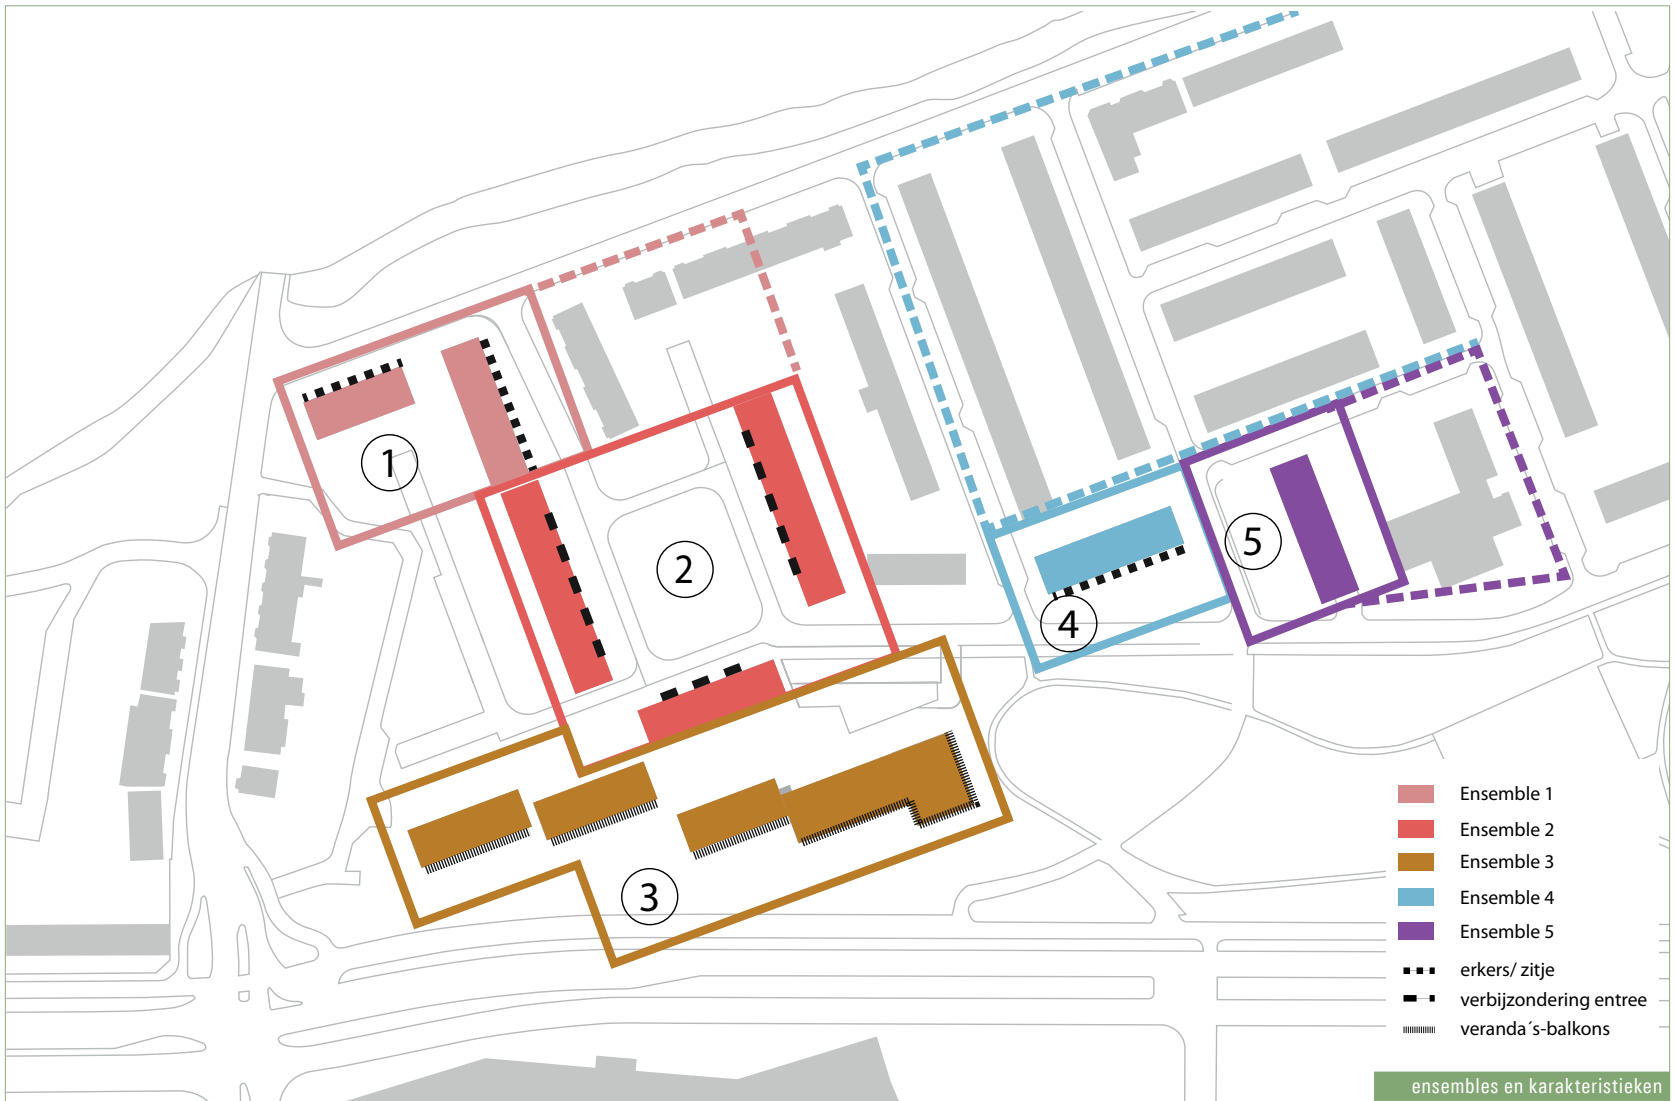 1
2
3
4
5
Ensemble 1
Ensemble 2
Ensemble 3
Ensemble 4
Ensemble 5
erkers/ zitje
verbijzondering entree
veranda´s-balkons
ensembles en karakteristieken